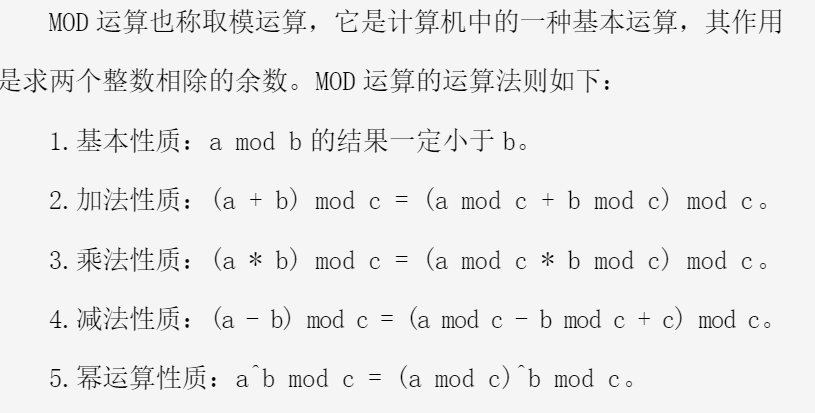 MOD 运算也称取模运算，它是计算机中的一种基本运算，其作用
是求两个整数相除的余数。MOD 运算的运算法则如下：
1.基本性质：a mod b 的结果一定小于 b。
2.加法性质：(a + b) mod c = (a mod c + b mod c) mod c。
3.乘法性质：(a * b) mod c = (a mod c * b mod c) mod c。
4.减法性质：(a - b) mod c = (a mod c - b mod c + c) mod c。
5.幂运算性质：a^b mod c = (a mod c)^b mod c。